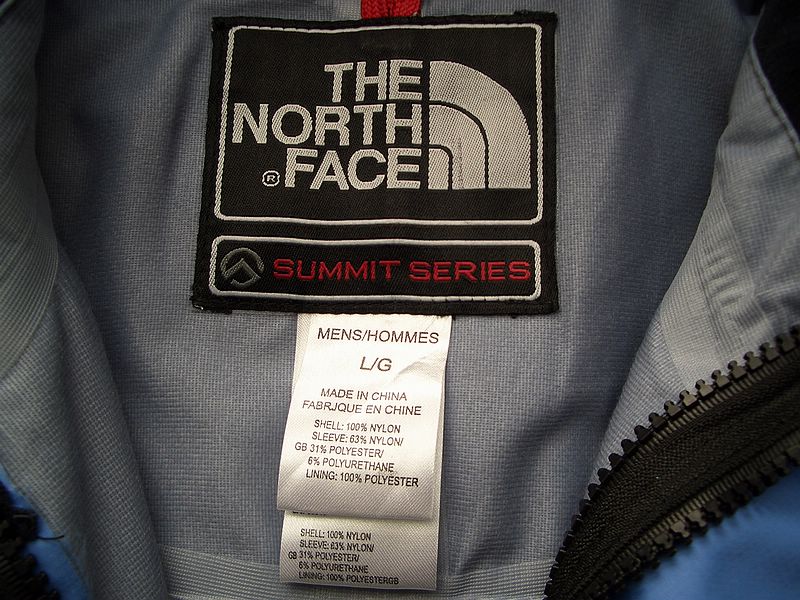 THE
NORTH
® FACE
SUMMIT SERIES
MENS/HOMMES
L/G
MADE IN CHINA
FABRJQUE EN CHINE
SHELL: 100% NYLON
SLEEVE: 63% NYLON/
GB 31% POLYESTER/
6% POLYURETHANE
LINING: 100% POLYESTER
SHELL: 100% NYLON
SLEEVE: 63% NYLON/
GB 31% POLYESTER/
6% POLYURETHANE
LINING: 100% POLYESTERGB